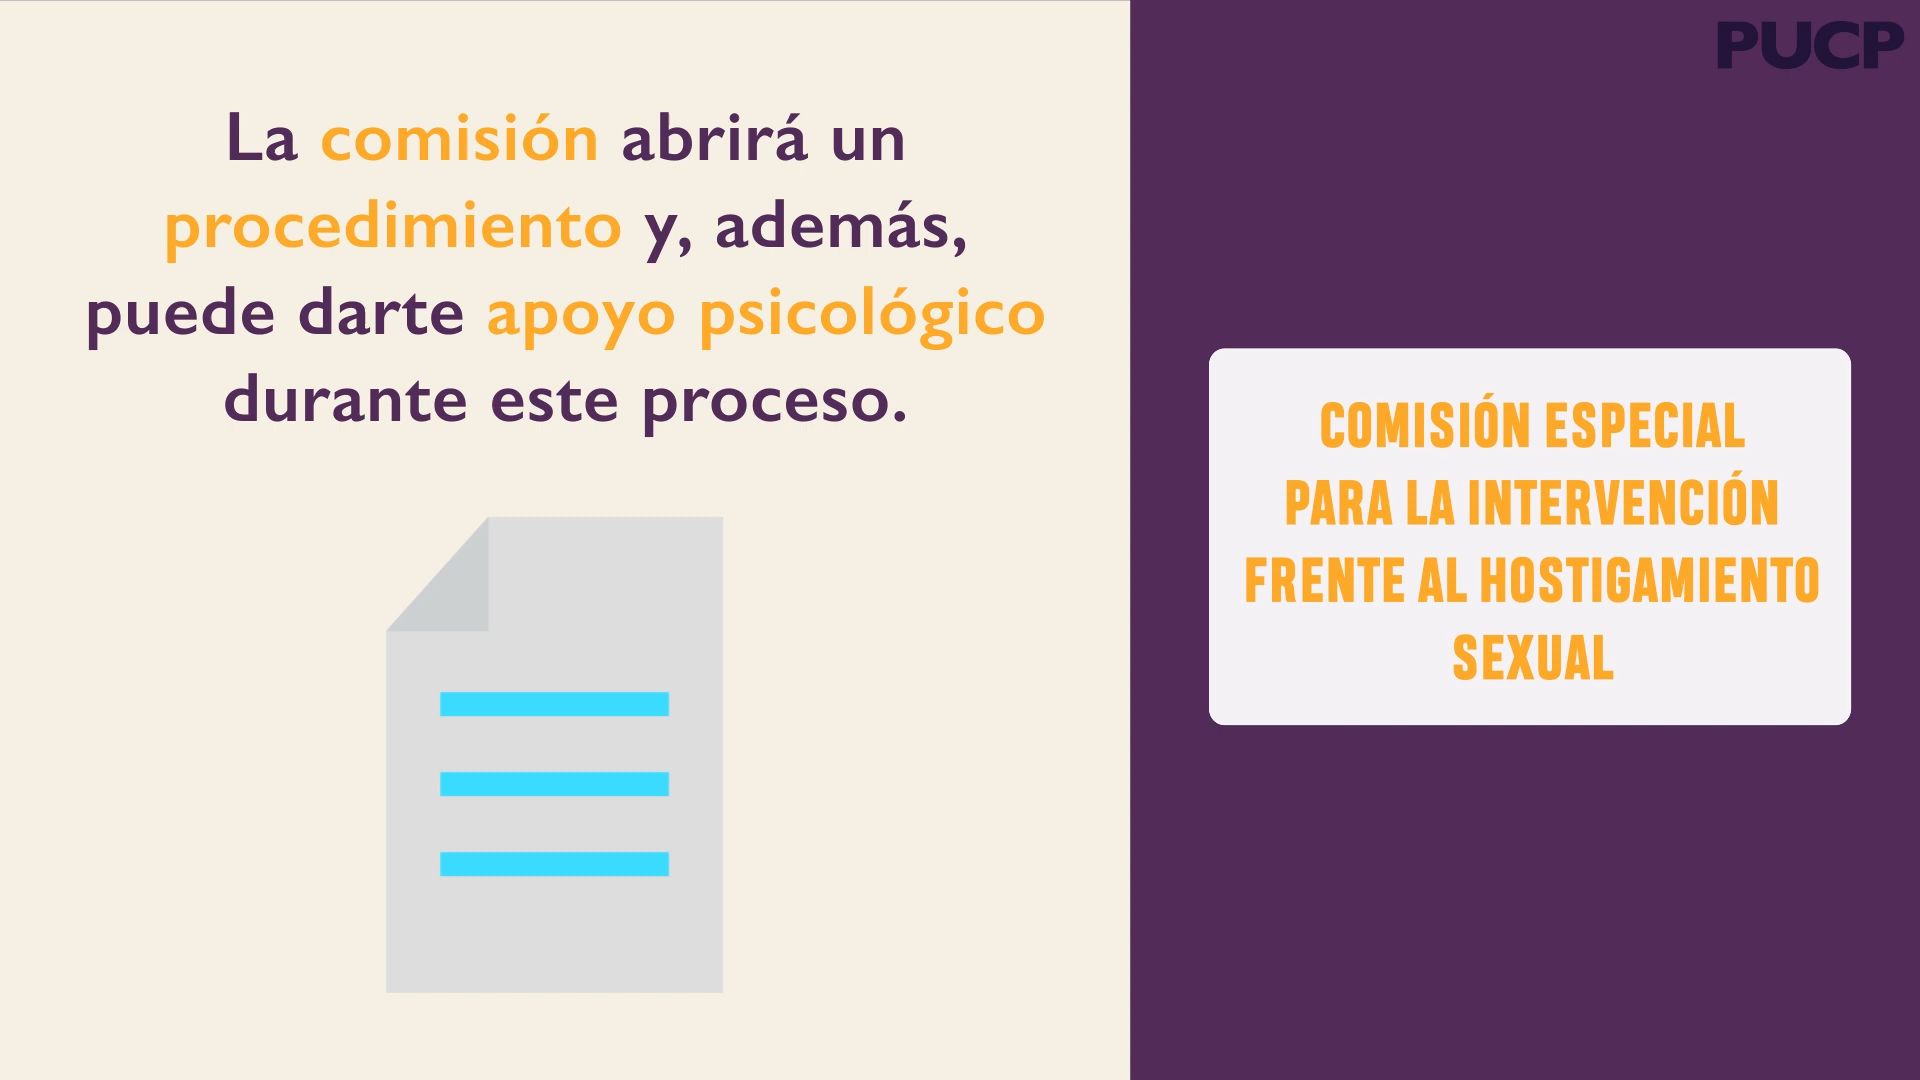 La comisión abrirá un
procedimiento y, además,
puede darte apoyo psicológico
durante este proceso.
PUCP
COMISIÓN ESPECIAL
PARA LA INTERVENCIÓN
FRENTE AL HOSTIGAMIENTO
SEXUAL